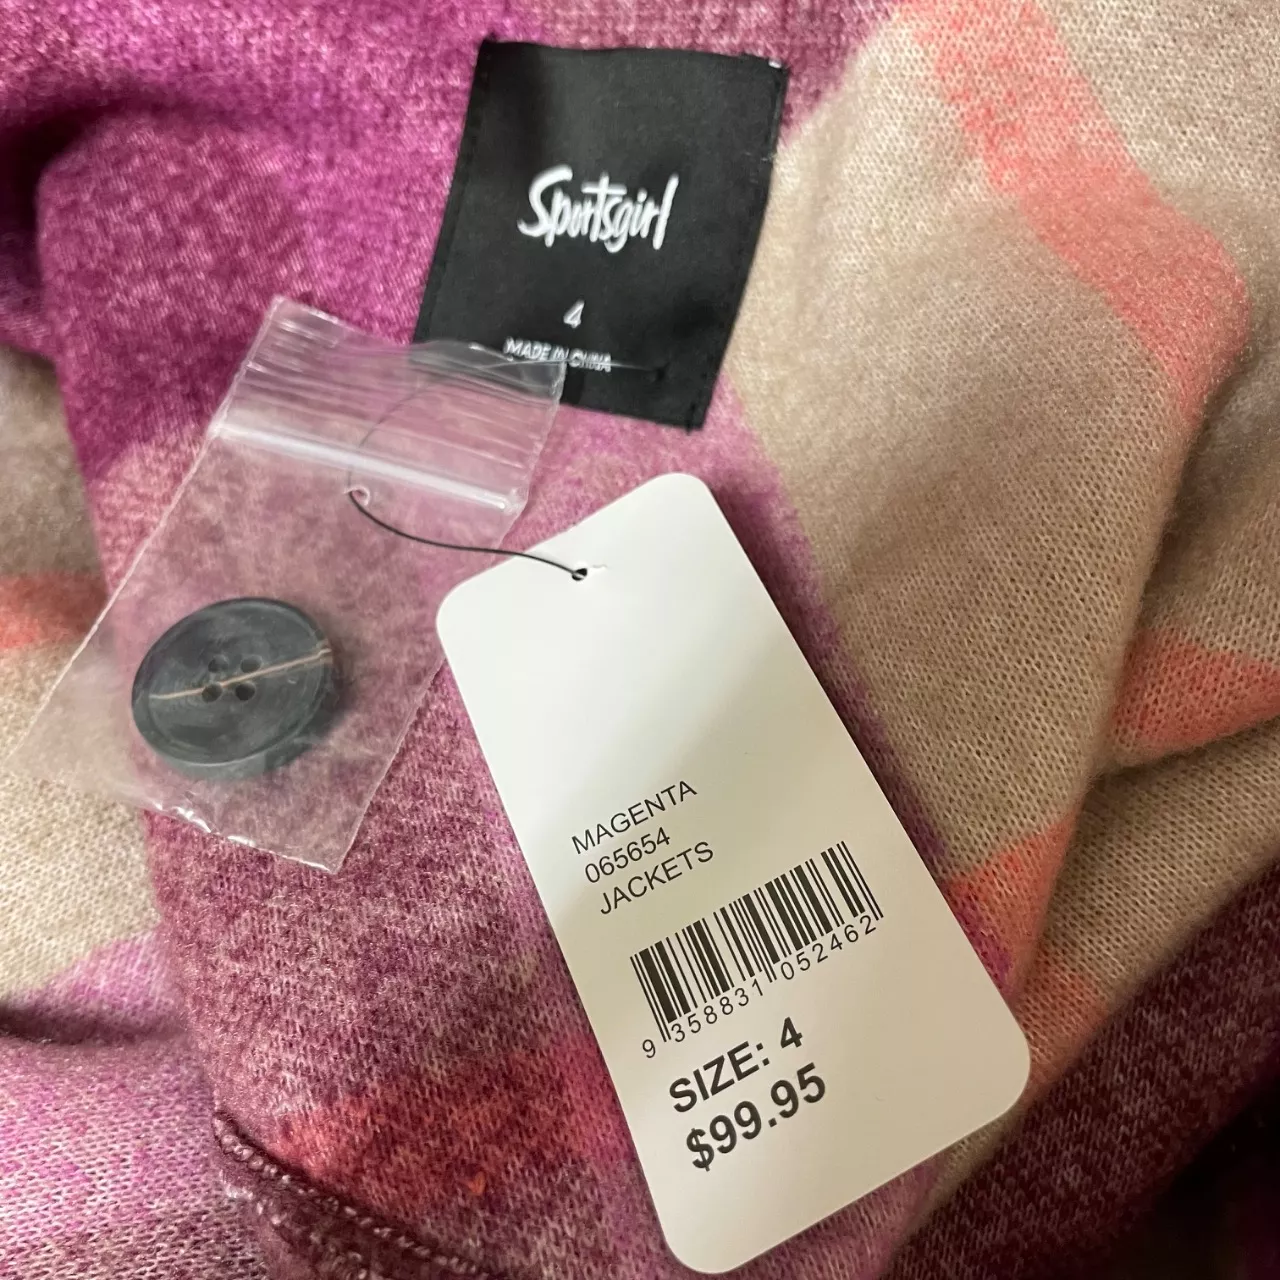 Sportsgirl
4
MADE IN CHINA
MAGENTA
065654
JACKETS
9 358831 052462
SIZE: 4
$99.95